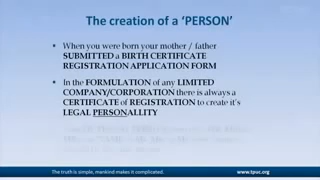 The creation of a ‘PERSON’
When you were born your mother / father
SUBMITTED a BIRTH CERTIFICATE
REGISTRATION APPLICATION FORM
In the FORMULATION of any LIMITED
COMPANY/CORPORATION there is always a
CERTIFICATE of REGISTRATION to create it's
LEGAL PERSONALLITY
The truth is simple, mankind makes it complicated.
www.tpuc.org